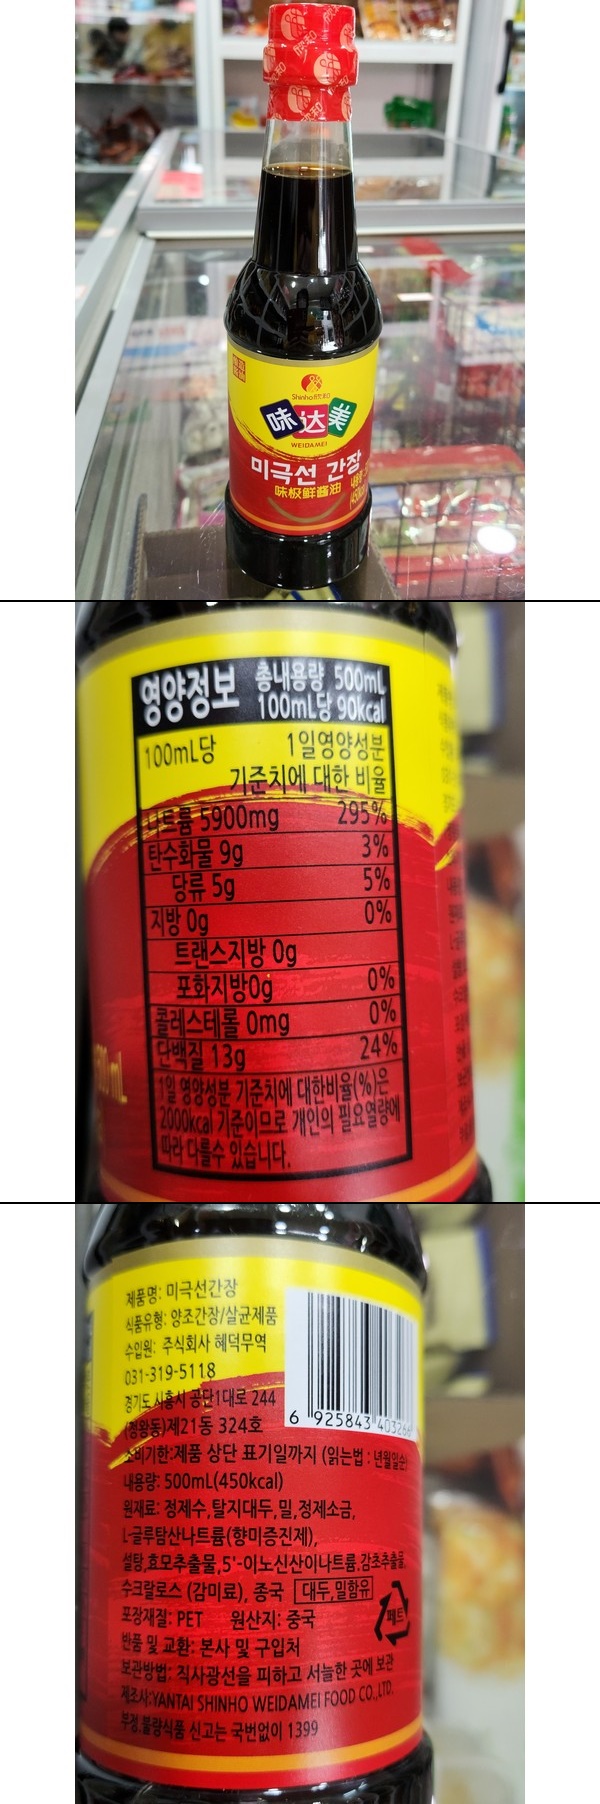 Shinho欣和
味达美
WEIDAMEI
미극선 간장
味极鲜酱油
영양정보
총내용량 500mL
100mL당 90kcal
100mL당 1일영양성분
기준치에 대한 비율
나트륨 5900mg 295%
탄수화물 9g 3%
당류 5g 5%
지방 0g 0%
트랜스지방 0g
포화지방0g 0%
콜레스테롤 0mg 0%
단백질 13g 24%
1일 영양성분 기준치에 대한비율(%)은
2000kcal 기준이므로 개인의 필요열량에
따라 다를수 있습니다.
제품명: 미극선간장
식품유형: 양조간장/살균제품
수입원: 주식회사 혜덕무역
031-319-5118
경기도 시흥시 공단1대로 244
(정왕동)제21동 324호
6 925843 403266
소비기한:제품 상단 표기일까지 (읽는법 : 년월일순)
내용량: 500mL(450kcal)
원재료: 정제수,탈지대두,밀,정제소금,
L-글루탐산나트륨(향미증진제),
설탕,효모추출물,5'-이노신산이나트륨,감초추출물,
수크랄로스 (감미료), 종국 대두,밀함유
포장재질: PET 원산지: 중국
페트
반품 및 교환: 본사 및 구입처
보관방법: 직사광선을 피하고 서늘한 곳에 보관
제조사:YANTAI SHINHO WEIDAMEI FOOD CO.,LTD.
부정,불량식품 신고는 국번없이 1399